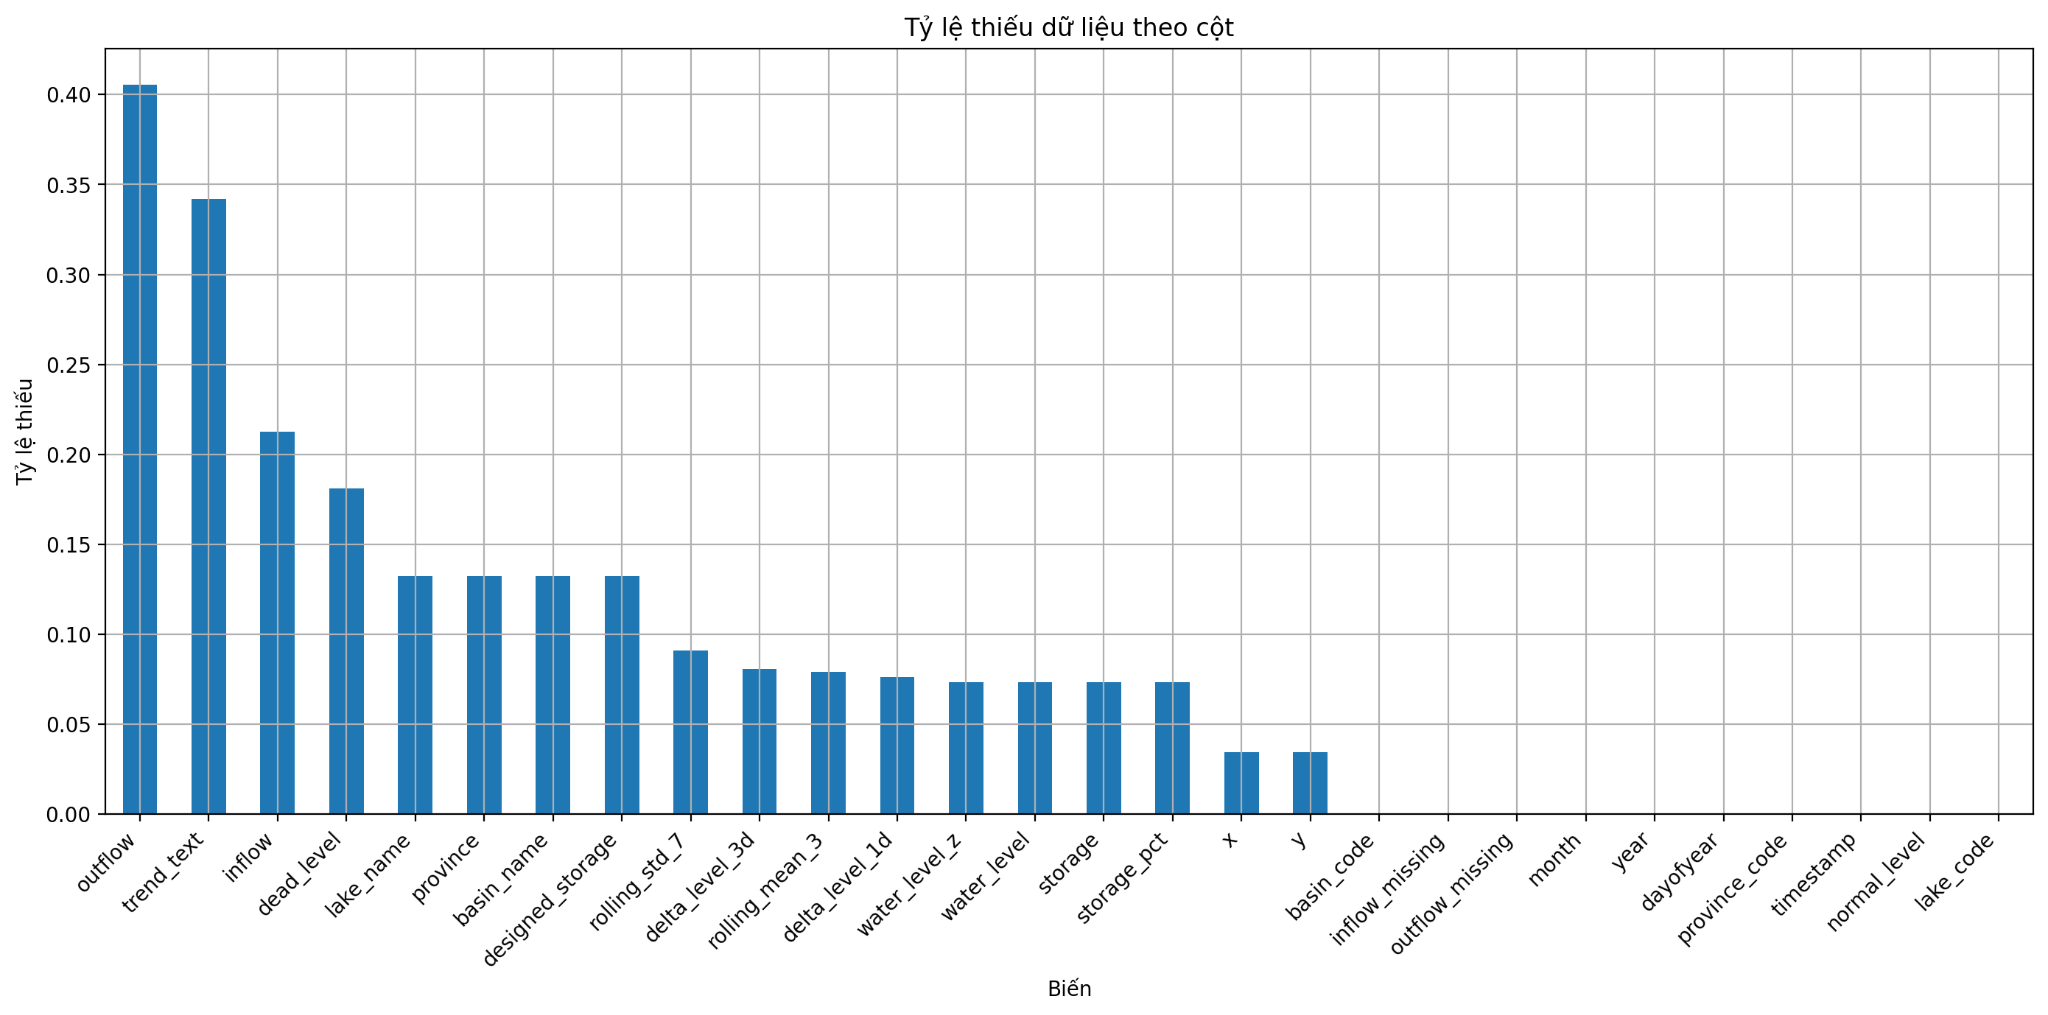 Tỷ lệ thiếu dữ liệu theo cột
Tỷ lệ thiếu
0.40
0.35
0.30
0.25
0.20
0.15
0.10
0.05
0.00
outflow
trend_text
inflow
dead_level
lake_name
province
basin_name
designed_storage
rolling_std_7
delta_level_3d
rolling_mean_3
delta_level_1d
water_level_z
water_level
storage
storage_pct
x
y
basin_code
inflow_missing
outflow_missing
month
year
dayofyear
province_code
timestamp
normal_level
lake_code
Biến